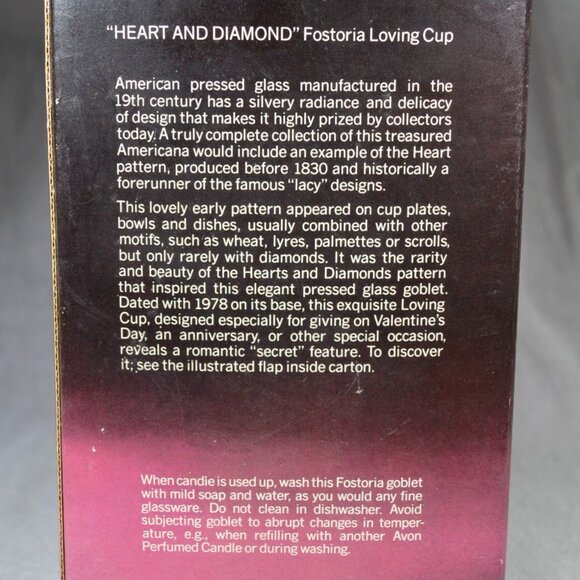 "HEART AND DIAMOND" Fostoria Loving Cup
American pressed glass manufactured in the
19th century has a silvery radiance and delicacy
of design that makes it highly prized by collectors
today. A truly complete collection of this treasured
Americana would include an example of the Heart
pattern, produced before 1830 and historically a
forerunner of the famous "lacy" designs.
This lovely early pattern appeared on cup plates,
bowls and dishes, usually combined with other
motifs, such as wheat, lyres, palmettes or scrolls,
but only rarely with diamonds. It was the rarity
and beauty of the Hearts and Diamonds pattern
that inspired this elegant pressed glass goblet.
Dated with 1978 on its base, this exquisite Loving
Cup, designed especially for giving on Valentine's
Day, an anniversary, or other special occasion,
reveals a romantic "secret" feature. To discover
it; see the illustrated flap inside carton.
When candle is used up, wash this Fostoria goblet
with mild soap and water, as you would any fine
glassware. Do not clean in dishwasher. Avoid
subjecting goblet to abrupt changes in temper-
ature, e.g., when refilling with another Avon
Perfumed Candle or during washing.